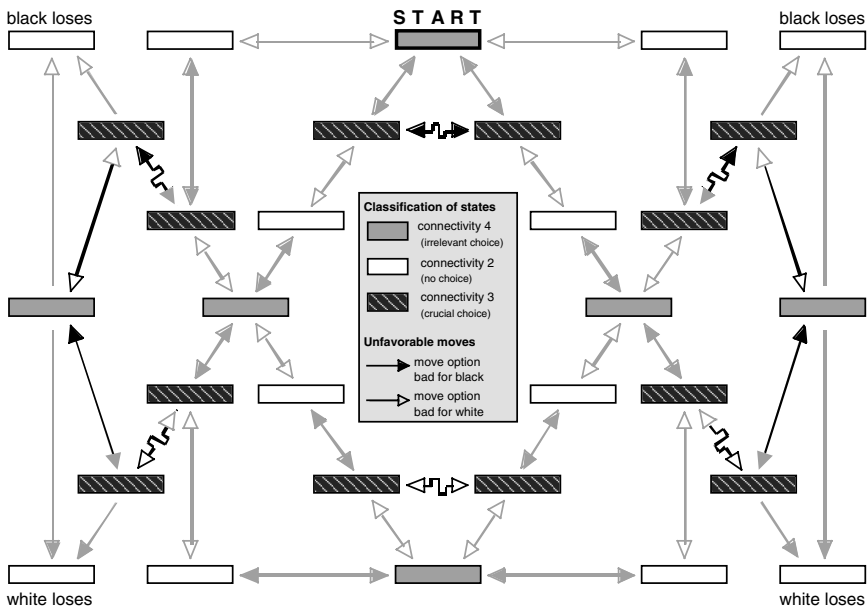 black loses
S T A R T
black loses
Classification of states
connectivity 4
(irrelevant choice)
connectivity 2
(no choice)
connectivity 3
(crucial choice)
Unfavorable moves
move option
bad for black
move option
bad for white
white loses
white loses